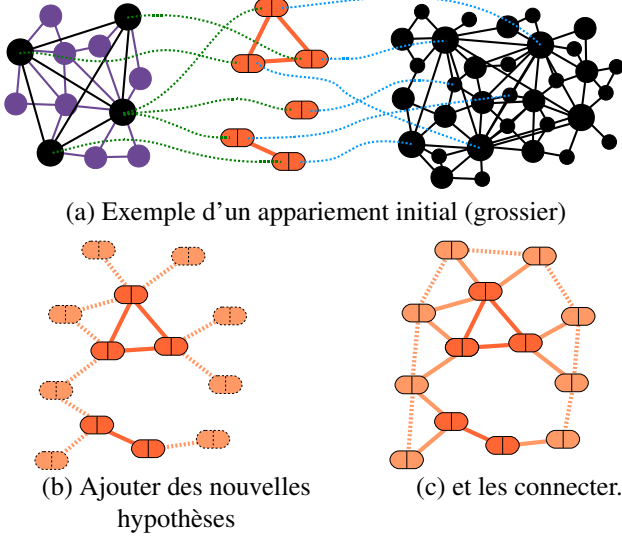 (a) Exemple d'un appariement initial (grossier)
(b) Ajouter des nouvelles
hypothèses
(c) et les connecter.